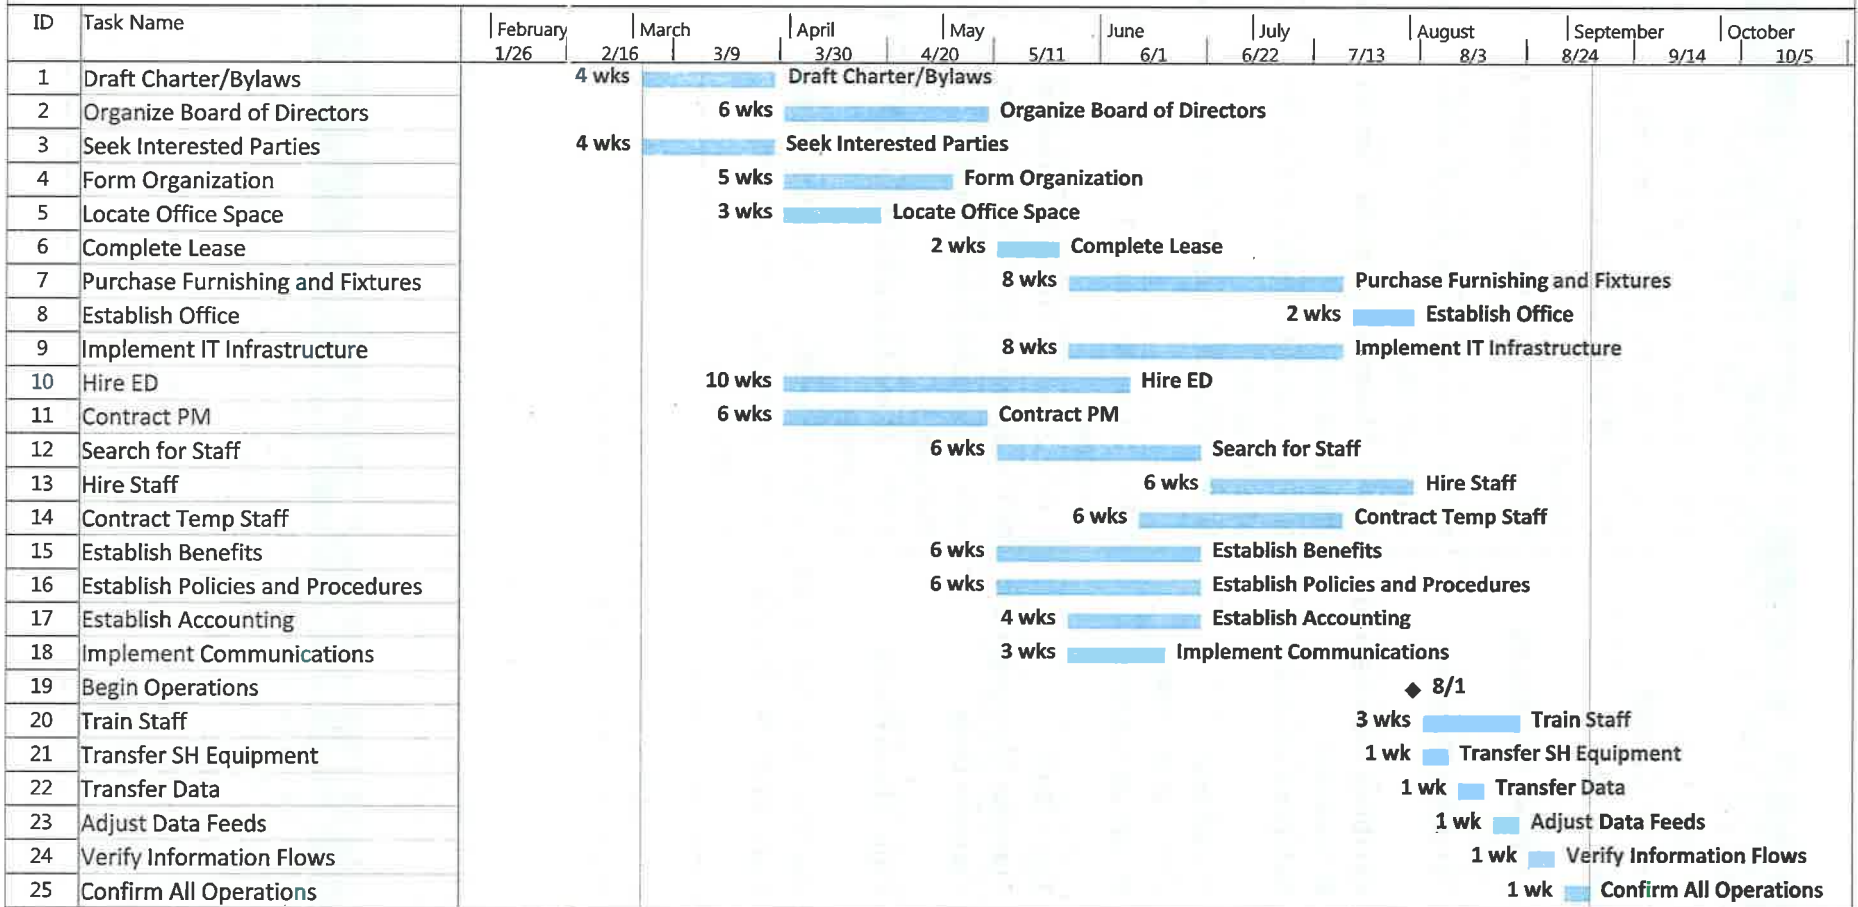 ID Task Name February March April May June July August September October
1/26 2/16 3/9 3/30 4/20 5/11 6/1 6/22 7/13 8/3 8/24 9/14 10/5
1 Draft Charter/Bylaws 4 wks Draft Charter/Bylaws
2 Organize Board of Directors 6 wks Organize Board of Directors
3 Seek Interested Parties 4 wks Seek Interested Parties
4 Form Organization 5 wks Form Organization
5 Locate Office Space 3 wks Locate Office Space
6 Complete Lease 2 wks Complete Lease
7 Purchase Furnishing and Fixtures 8 wks Purchase Furnishing and Fixtures
8 Establish Office 2 wks Establish Office
9 Implement IT Infrastructure 8 wks Implement IT Infrastructure
10 Hire ED 10 wks Hire ED
11 Contract PM 6 wks Contract PM
12 Search for Staff 6 wks Search for Staff
13 Hire Staff 6 wks Hire Staff
14 Contract Temp Staff 6 wks Contract Temp Staff
15 Establish Benefits 6 wks Establish Benefits
16 Establish Policies and Procedures 6 wks Establish Policies and Procedures
17 Establish Accounting 4 wks Establish Accounting
18 Implement Communications 3 wks Implement Communications
19 Begin Operations 8/1
20 Train Staff 3 wks Train Staff
21 Transfer SH Equipment 1 wk Transfer SH Equipment
22 Transfer Data 1 wk Transfer Data
23 Adjust Data Feeds 1 wk Adjust Data Feeds
24 Verify Information Flows 1 wk Verify Information Flows
25 Confirm All Operations 1 wk Confirm All Operations